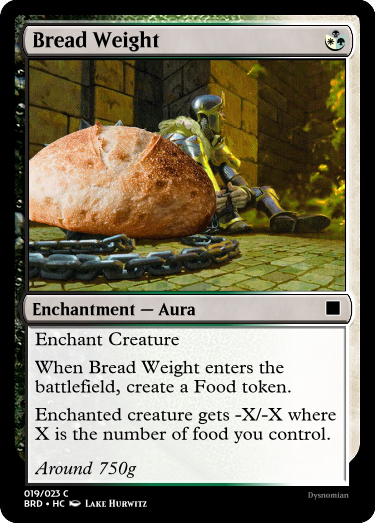 Bread Weight
Enchantment — Aura
Enchant Creature
When Bread Weight enters the
battlefield, create a Food token.
Enchanted creature gets -X/-X where
X is the number of food you control.
Around 750g
019/023 C
BRD • HC Lake Hurwitz
Dysnomian